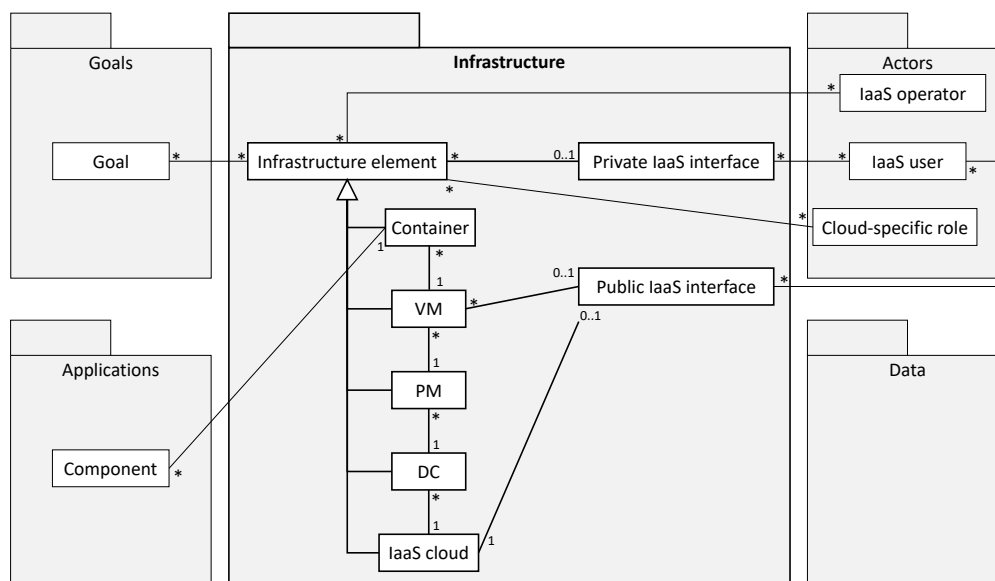 Goals
Infrastructure
Actors
IaaS operator
*
*
Goal
*
*
Infrastructure element
*
0..1
Private IaaS interface
*
*
IaaS user
*
*
*
Cloud-specific role
Container
1
*
1
VM
*
0..1
Public IaaS interface
*
0..1
*
1
PM
*
1
DC
*
1
IaaS cloud
1
Applications
Component
*
Data